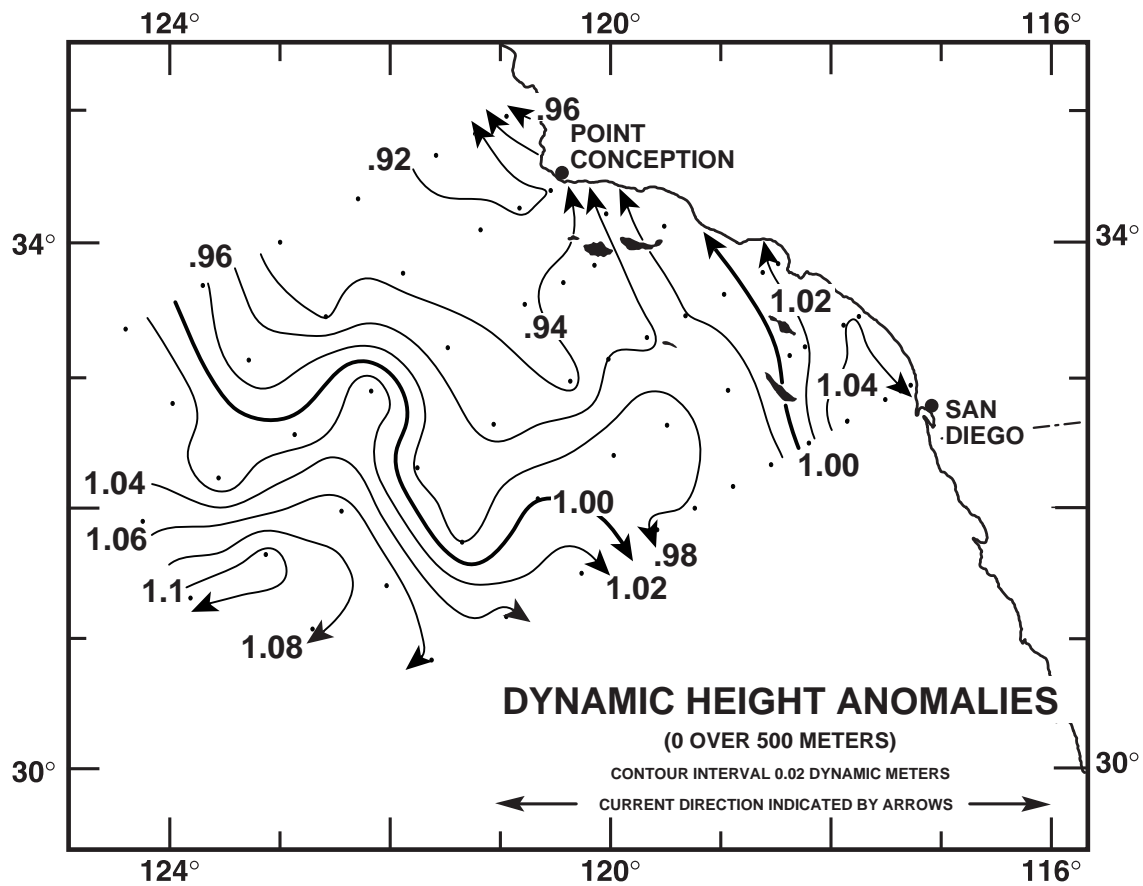 124° 120° 116°
.96
POINT
CONCEPTION
.92
34° 34°
.96
1.02
.94
1.04
SAN
DIEGO
1.00
1.04
1.00
1.06
.98
1.1
1.02
1.08
DYNAMIC HEIGHT ANOMALIES
(0 OVER 500 METERS)
30° 30°
CONTOUR INTERVAL 0.02 DYNAMIC METERS
CURRENT DIRECTION INDICATED BY ARROWS
124° 120° 116°